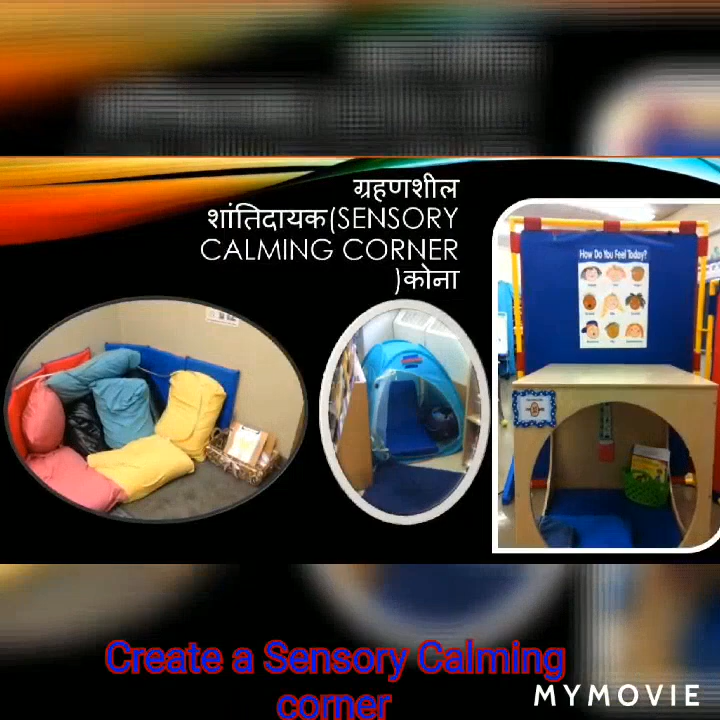 ग्रहणशील
शांतिदायक(SENSORY
CALMING CORNER
)कोना
How Do You Feel Today?
Create a Sensory Calming
corner
MYMOVIE